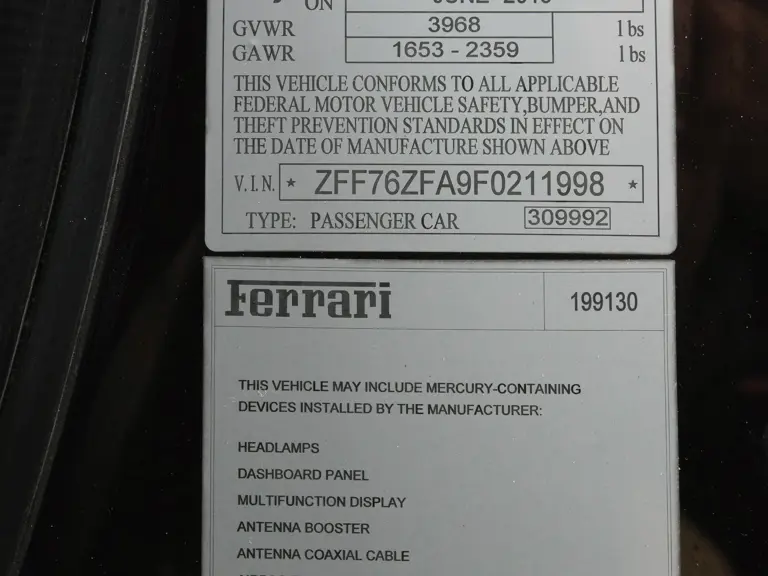 ON
GVWR 3968 lbs
GAWR 1653 - 2359 lbs
THIS VEHICLE CONFORMS TO ALL APPLICABLE
FEDERAL MOTOR VEHICLE SAFETY,BUMPER,AND
THEFT PREVENTION STANDARDS IN EFFECT ON
THE DATE OF MANUFACTURE SHOWN ABOVE
V.I.N. * ZFF76ZFA9F0211998 *
TYPE: PASSENGER CAR 309992
Ferrari 199130
THIS VEHICLE MAY INCLUDE MERCURY-CONTAINING
DEVICES INSTALLED BY THE MANUFACTURER:
HEADLAMPS
DASHBOARD PANEL
MULTIFUNCTION DISPLAY
ANTENNA BOOSTER
ANTENNA COAXIAL CABLE